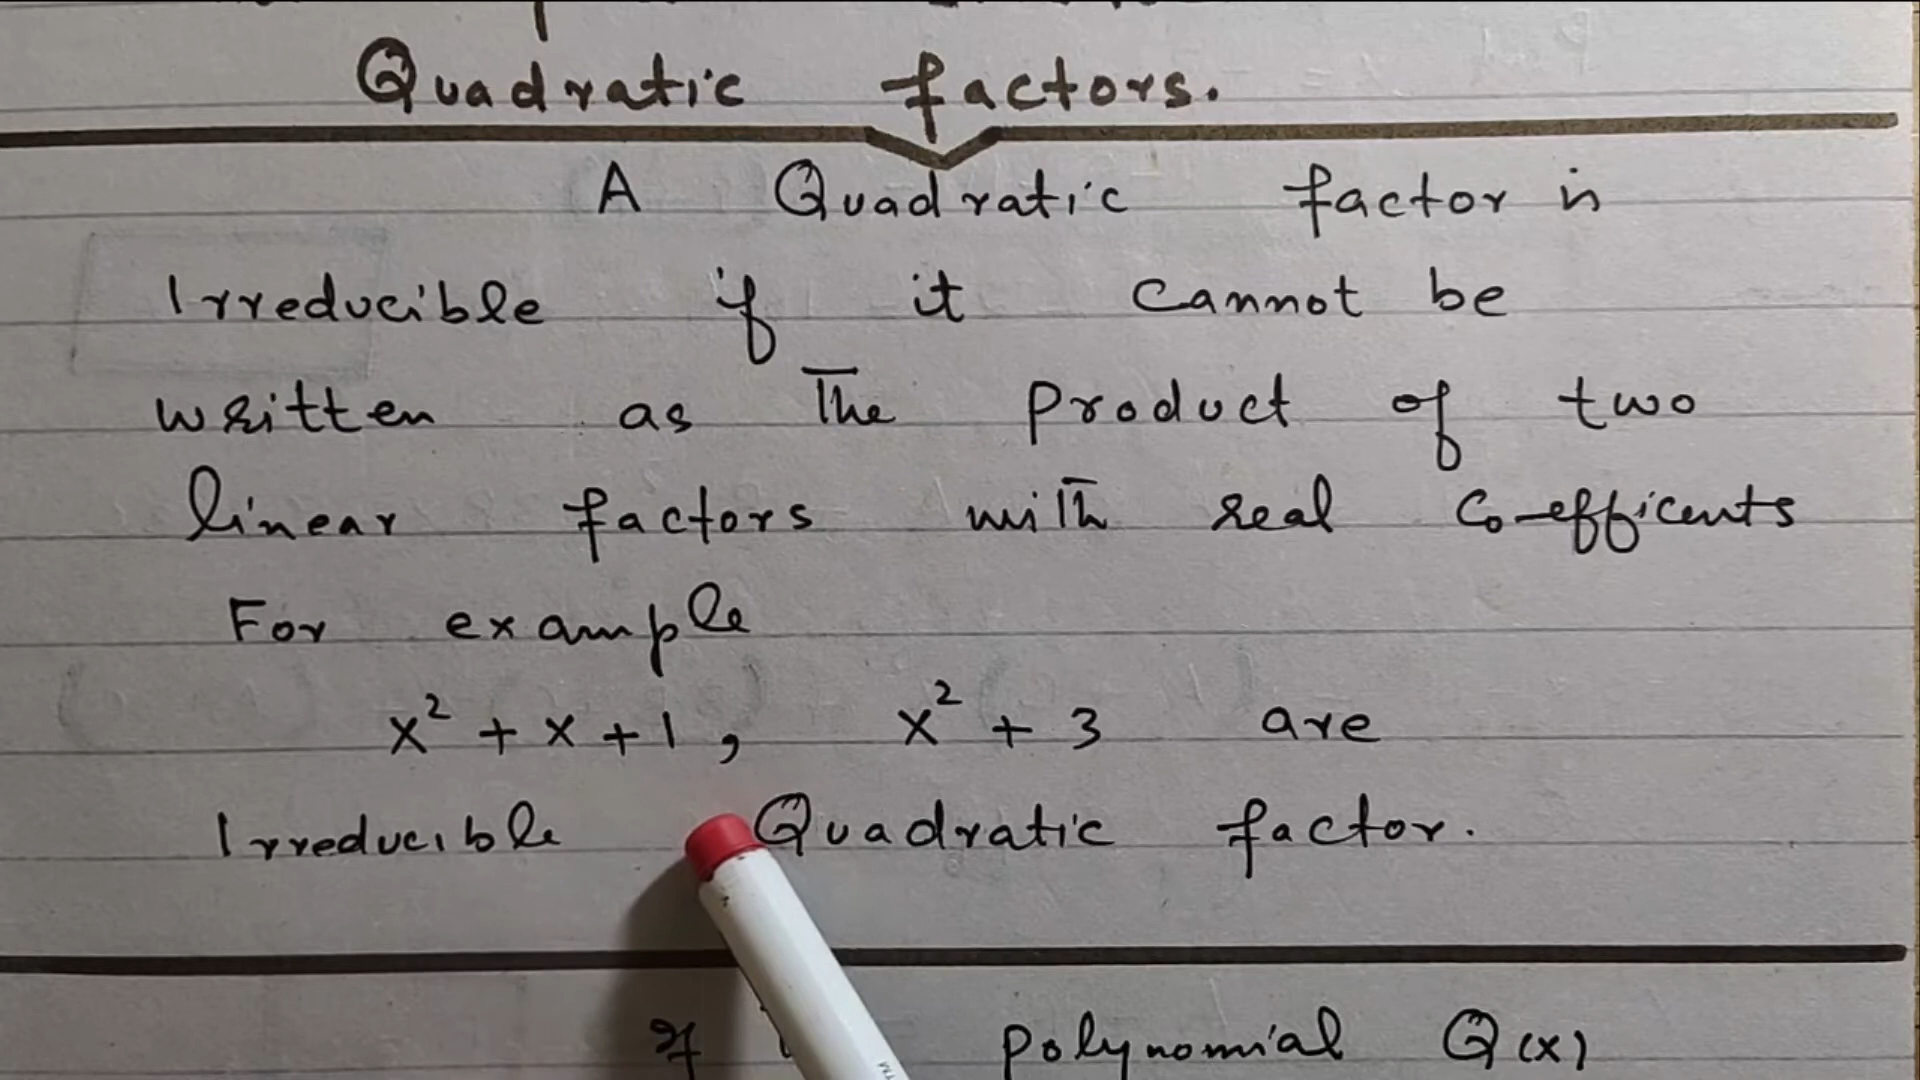 Quadratic factors.
A Quadratic factor is
Irreducible if it cannot be
written as The product of two
linear factors with real Co-efficents
For example
x² + x + 1, x² + 3 are
Irreducible Quadratic factor.
If polynomial Q(x)